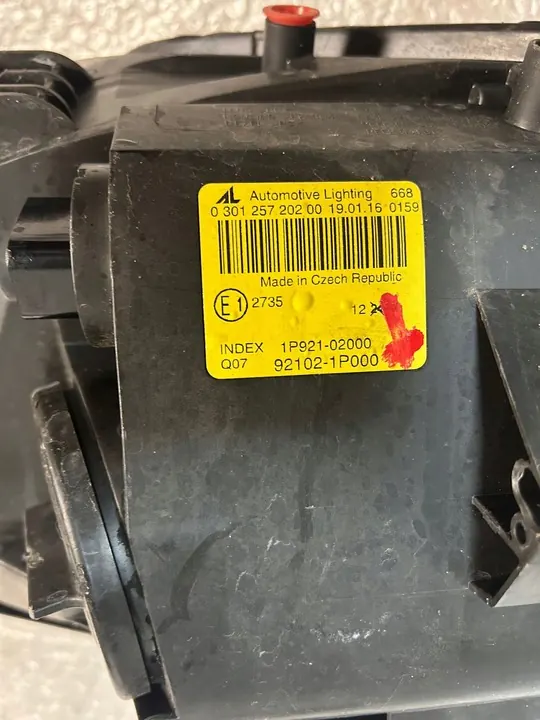 AL Automotive Lighting 668
0 301 257 202 00 19.01.16 0159
Made in Czech Republic
E1 2735 12
INDEX 1P921-02000
Q07 92102-1P000